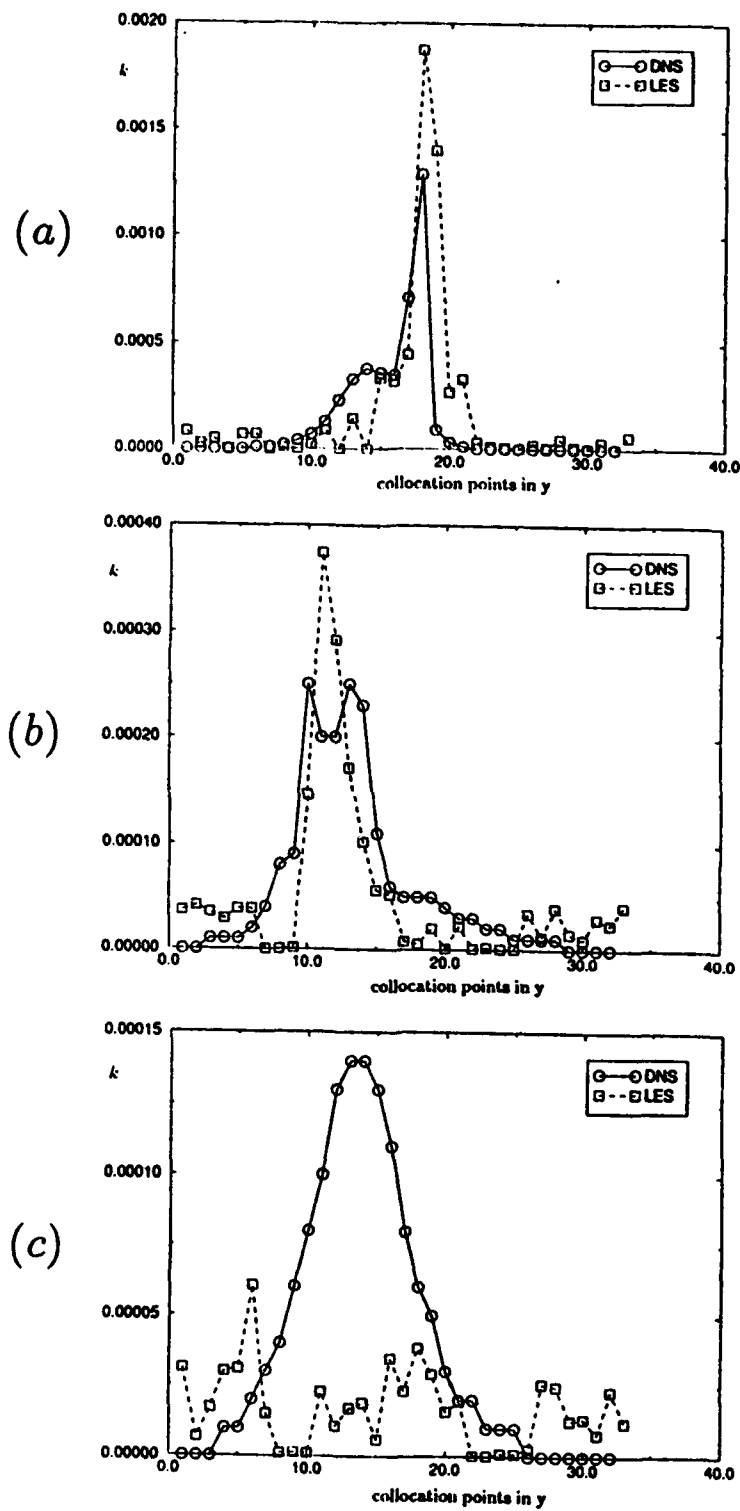 (a)
0.0020
k
0.0015
0.0010
0.0005
0.0000
0.0 10.0 20.0 30.0 40.0
collocation points in y
DNS
LES
(b)
0.00040
k
0.00030
0.00020
0.00010
0.00000
0.0 10.0 20.0 30.0 40.0
collocation points in y
DNS
LES
(c)
0.00015
k
0.00010
0.00005
0.00000
0.0 10.0 20.0 30.0 40.0
collocation points in y
DNS
LES